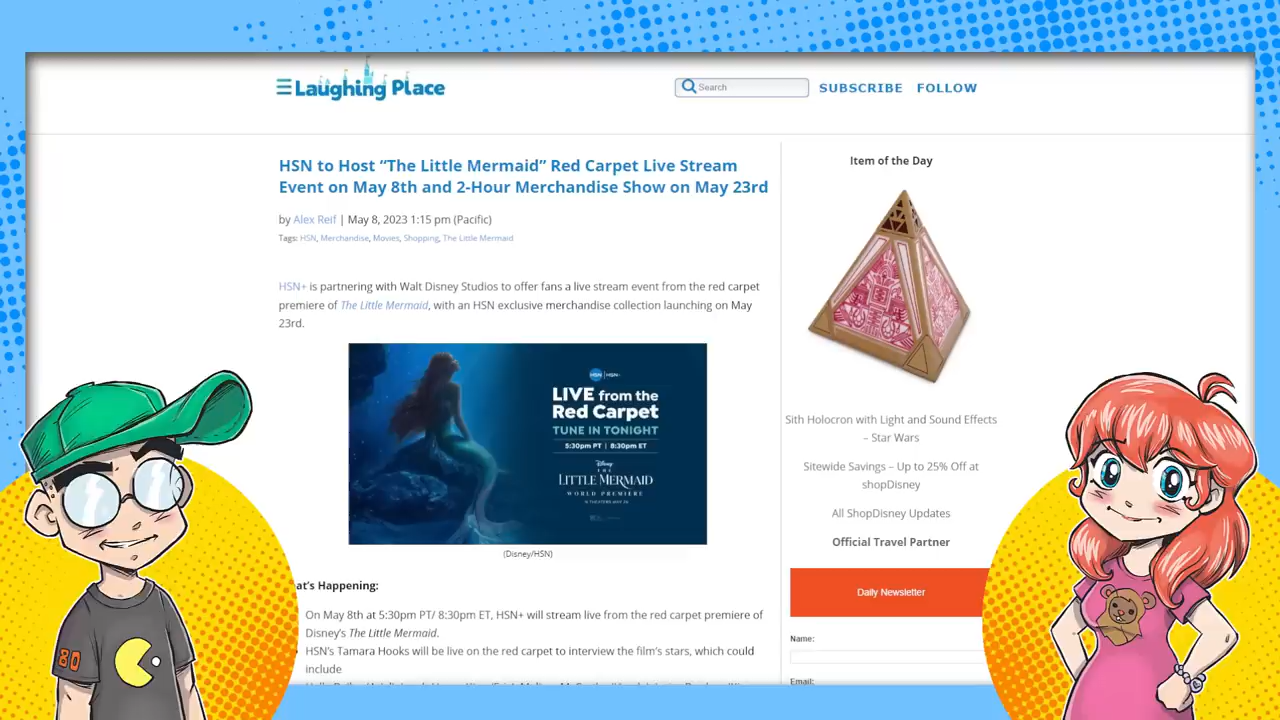 Laughing Place
Search
SUBSCRIBE FOLLOW
HSN to Host “The Little Mermaid” Red Carpet Live Stream
Event on May 8th and 2-Hour Merchandise Show on May 23rd
by Alex Reif | May 8, 2023 1:15 pm (Pacific)
Tags: HSN, Merchandise, Movies, Shopping, The Little Mermaid
HSN+ is partnering with Walt Disney Studios to offer fans a live stream event from the red carpet
premiere of The Little Mermaid, with an HSN exclusive merchandise collection launching on May
23rd.
HSN | HSN+
LIVE from the
Red Carpet
TUNE IN TONIGHT
5:30pm PT | 8:30pm ET
Disney
THE
LITTLE MERMAID
WORLD PREMIERE
(Disney/HSN)
at's Happening:
On May 8th at 5:30pm PT/ 8:30pm ET, HSN+ will stream live from the red carpet premiere of
Disney’s The Little Mermaid.
HSN’s Tamara Hooks will be live on the red carpet to interview the film’s stars, which could
include
Item of the Day
Sith Holocron with Light and Sound Effects
– Star Wars
Sitewide Savings – Up to 25% Off at
shopDisney
All ShopDisney Updates
Official Travel Partner
Daily Newsletter
Name:
Email:
80